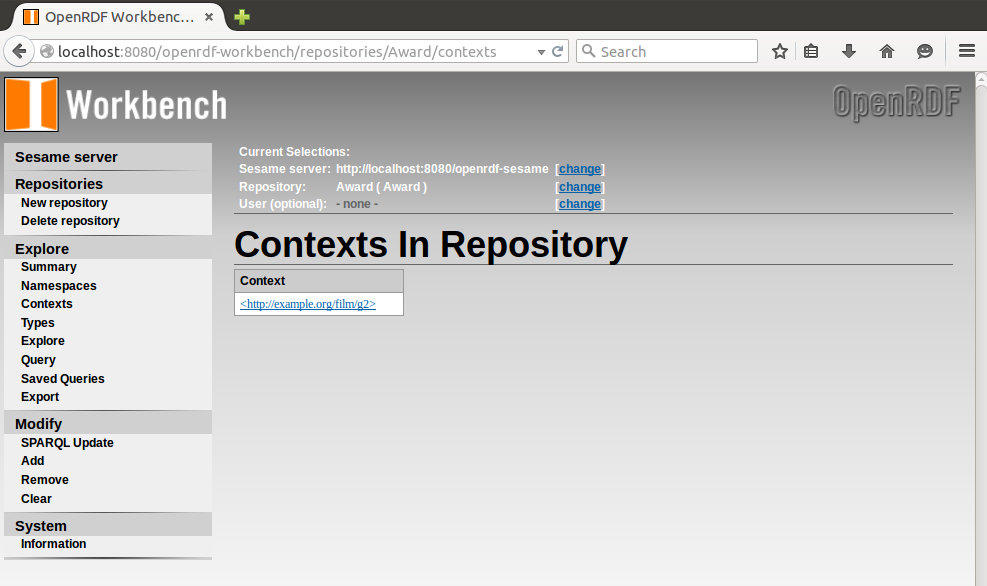 OpenRDF Workbenc...
localhost:8080/openrdf-workbench/repositories/Award/contexts
Search
Workbench
OpenRDF
Sesame server
Repositories
New repository
Delete repository
Explore
Summary
Namespaces
Contexts
Types
Explore
Query
Saved Queries
Export
Modify
SPARQL Update
Add
Remove
Clear
System
Information
Current Selections:
Sesame server: http://localhost:8080/openrdf-sesame [change]
Repository: Award ( Award ) [change]
User (optional): - none - [change]
Contexts In Repository
Context
<http://example.org/film/g2>